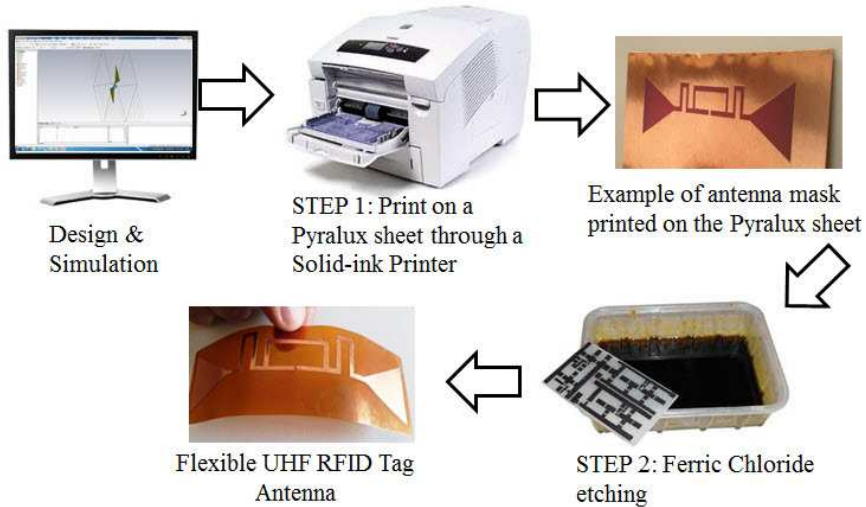 Design &
Simulation
STEP 1: Print on a
Pyralux sheet through a
Solid-ink Printer
Example of antenna mask
printed on the Pyralux sheet
STEP 2: Ferric Chloride
etching
Flexible UHF RFID Tag
Antenna